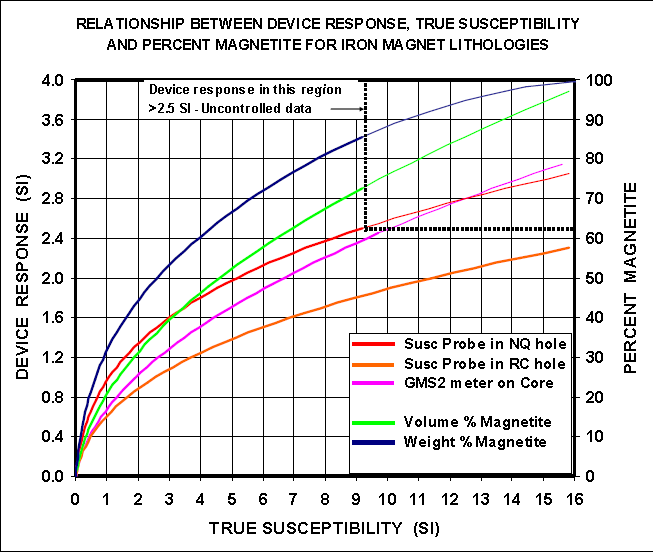 RELATIONSHIP BETWEEN DEVICE RESPONSE, TRUE SUSCEPTIBILITY
AND PERCENT MAGNETITE FOR IRON MAGNET LITHOLOGIES
Device response in this region
>2.5 SI - Uncontrolled data
DEVICE RESPONSE (SI)
4.0
3.6
3.2
2.8
2.4
2.0
1.6
1.2
0.8
0.4
0.0
100
90
80
70
60
50
40
30
20
10
0
PERCENT MAGNETITE
Susc Probe in NQ hole
Susc Probe in RC hole
GMS2 meter on Core
Volume % Magnetite
Weight % Magnetite
0 1 2 3 4 5 6 7 8 9 10 11 12 13 14 15 16
TRUE SUSCEPTIBILITY (SI)